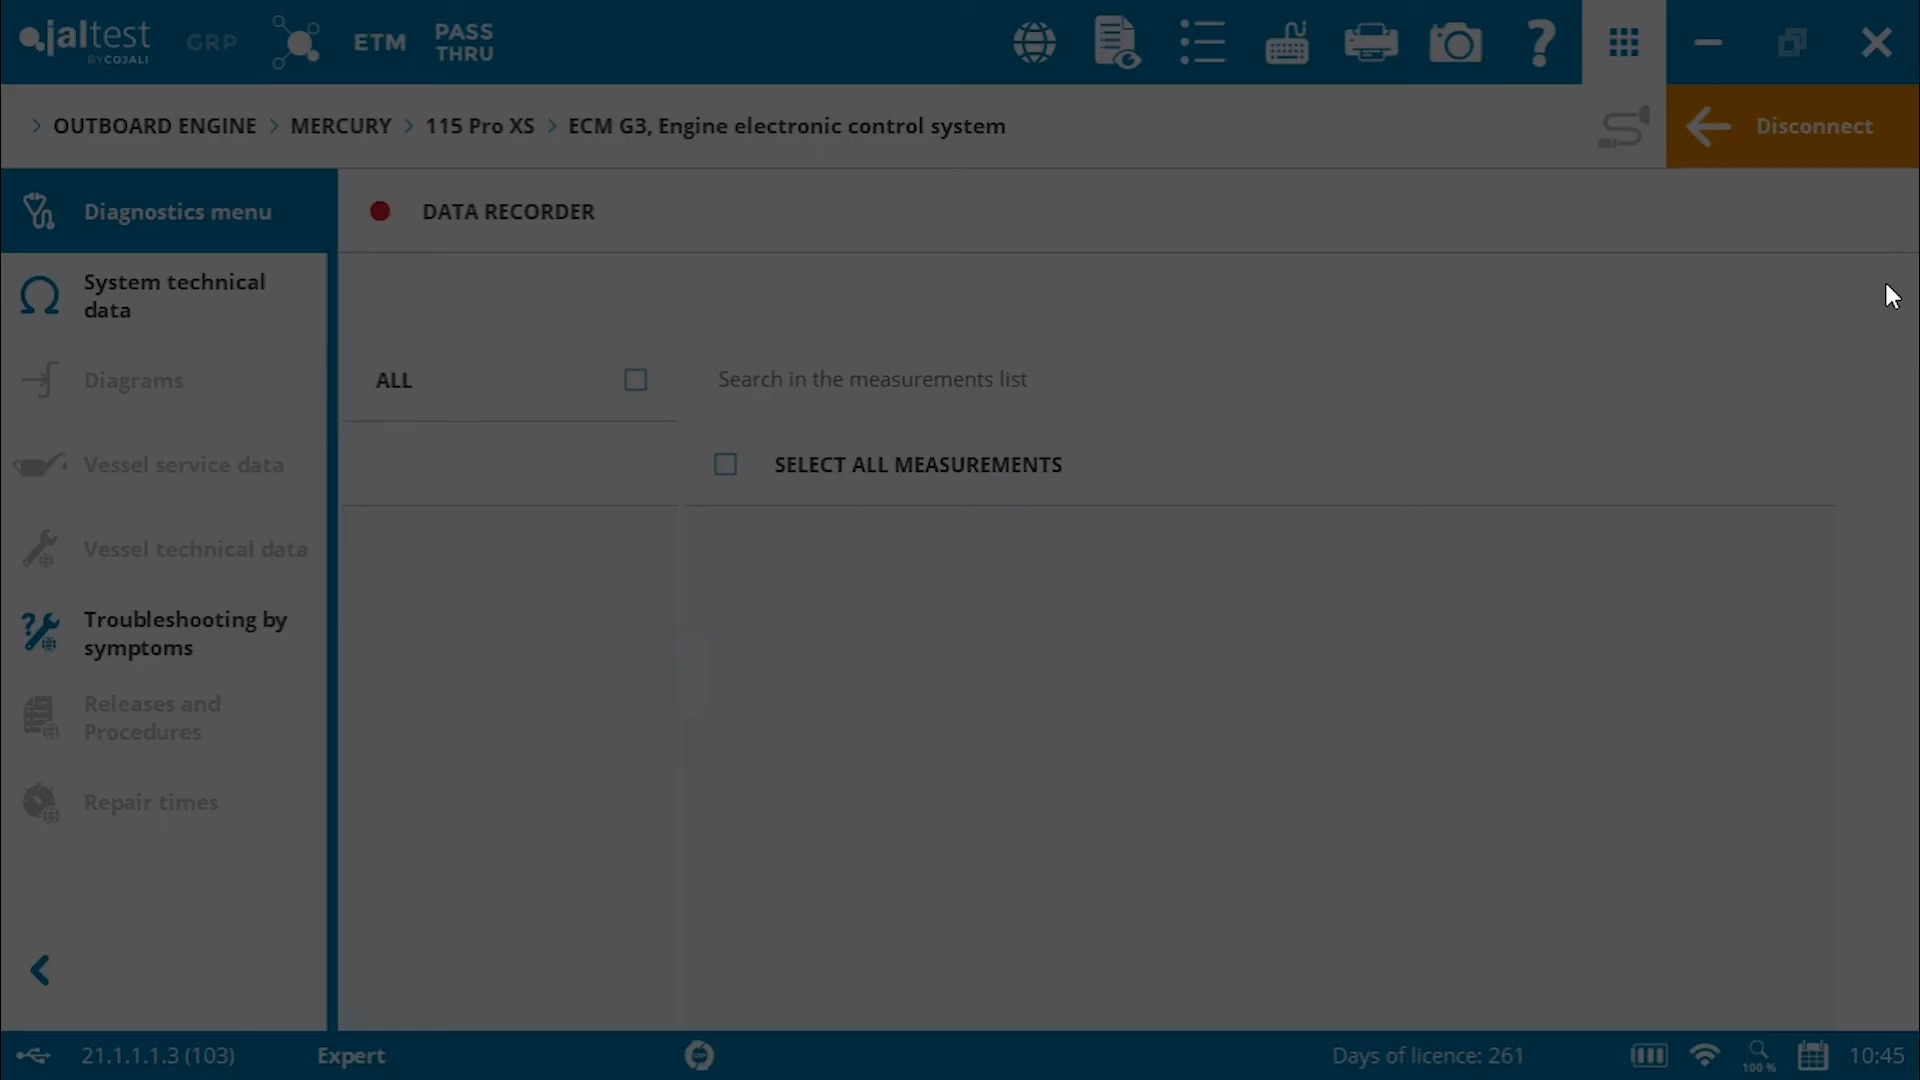 jaltest
BY COJALI
GRP
ETM
PASS
THRU
OUTBOARD ENGINE > MERCURY > 115 Pro XS > ECM G3, Engine electronic control system
Disconnect
Diagnostics menu
DATA RECORDER
System technical
data
Diagrams
ALL
Search in the measurements list
Vessel service data
SELECT ALL MEASUREMENTS
Vessel technical data
Troubleshooting by
symptoms
Releases and
Procedures
Repair times
21.1.1.1.3 (103)
Expert
Days of licence: 261
100 %
10:45